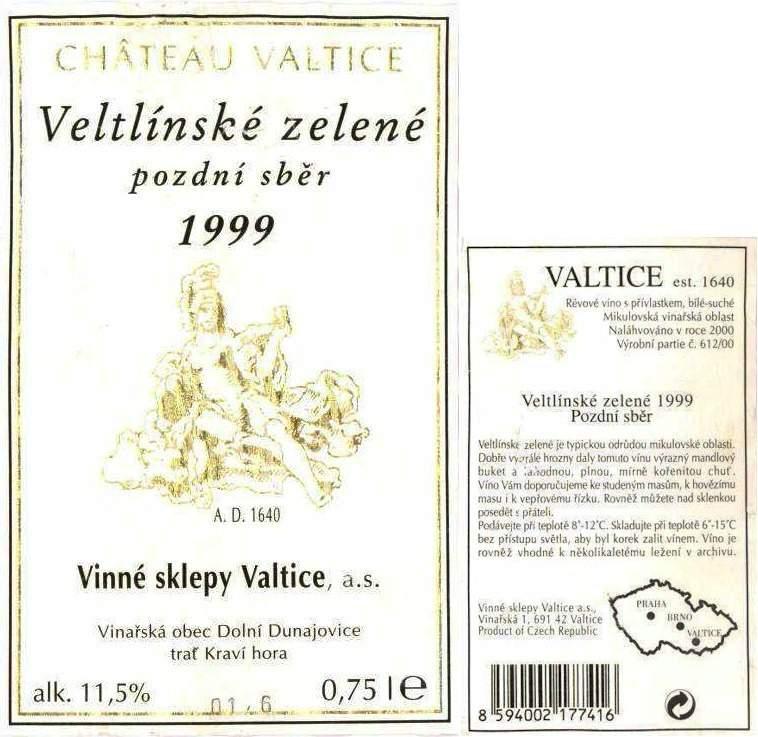 CHÂTEAU VALTICE
Veltlínské zelené
pozdní sběr
1999
A. D. 1640
Vinné sklepy Valtice, a.s.
Vinařská obec Dolní Dunajovice
trať Kraví hora
alk. 11,5%
01.6
0,75 l e
VALTICE est. 1640
Révové víno s přívlastkem, bílé-suché
Mikulovská vinařská oblast
Naláhvováno v roce 2000
Výrobní partie č. 612/00
Veltlínské zelené 1999
Pozdní sběr
Veltlínské zelené je typickou odrůdou mikulovské oblasti.
Dobře vyzrálé hrozny daly tomuto vínu výrazný mandlový
buket a lahodnou, plnou, mírně kořenitou chuť.
Víno Vám doporučujeme ke studeným masům, k hovězímu
masu i k vepřovému řízku. Rovněž můžete nad sklenkou
posedět s přáteli.
Podávejte při teplotě 8°-12°C. Skladujte při teplotě 6°-15°C
bez přístupu světla, aby byl korek zalit vínem. Víno je
rovněž vhodné k několikaletému ležení v archivu.
Vinné sklepy Valtice a.s.,
Vinařská 1, 691 42 Valtice
Product of Czech Republic
PRAHA
BRNO
VALTICE
8 594002 177416